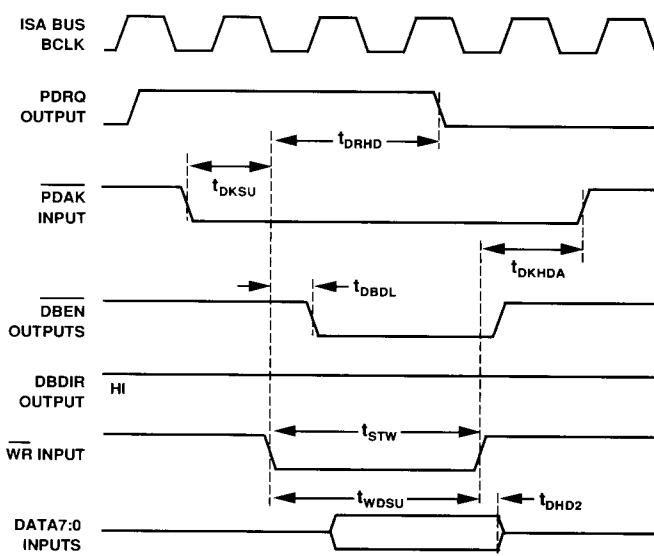 ISA BUS
BCLK
PDRQ
OUTPUT
tDRHD
tDKSU
PDAK
INPUT
tDKHDA
tDBDL
DBEN
OUTPUTS
DBDIR
OUTPUT
HI
tSTW
WR INPUT
tWDSU
tDHD2
DATA7:0
INPUTS